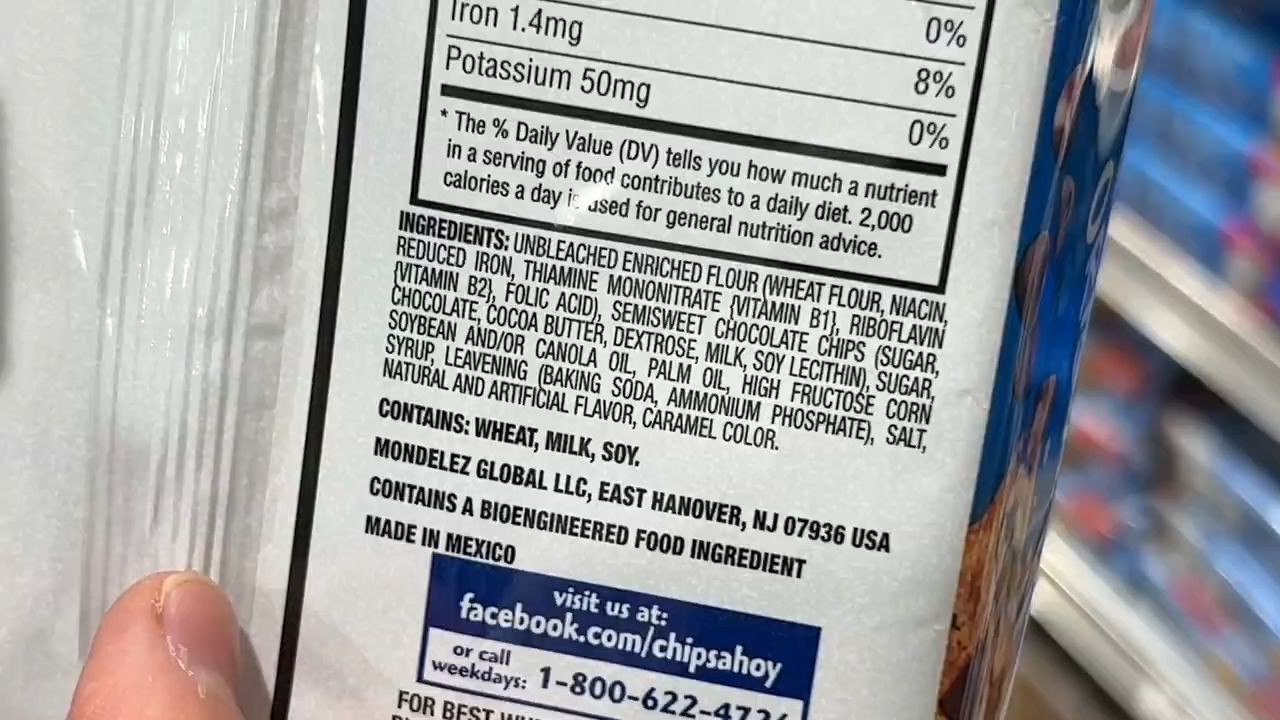 0%
Iron 1.4mg 8%
Potassium 50mg 0%
* The % Daily Value (DV) tells you how much a nutrient
in a serving of food contributes to a daily diet. 2,000
calories a day is used for general nutrition advice.
INGREDIENTS: UNBLEACHED ENRICHED FLOUR (WHEAT FLOUR, NIACIN,
REDUCED IRON, THIAMINE MONONITRATE {VITAMIN B1}, RIBOFLAVIN
{VITAMIN B2}, FOLIC ACID), SEMISWEET CHOCOLATE CHIPS (SUGAR,
CHOCOLATE, COCOA BUTTER, DEXTROSE, MILK, SOY LECITHIN), SUGAR,
SOYBEAN AND/OR CANOLA OIL, PALM OIL, HIGH FRUCTOSE CORN
SYRUP, LEAVENING (BAKING SODA, AMMONIUM PHOSPHATE), SALT,
NATURAL AND ARTIFICIAL FLAVOR, CARAMEL COLOR.
CONTAINS: WHEAT, MILK, SOY.
MONDELEZ GLOBAL LLC, EAST HANOVER, NJ 07936 USA
CONTAINS A BIOENGINEERED FOOD INGREDIENT
MADE IN MEXICO
visit us at:
facebook.com/chipsahoy
or call
weekdays: 1-800-622-472
FOR BEST